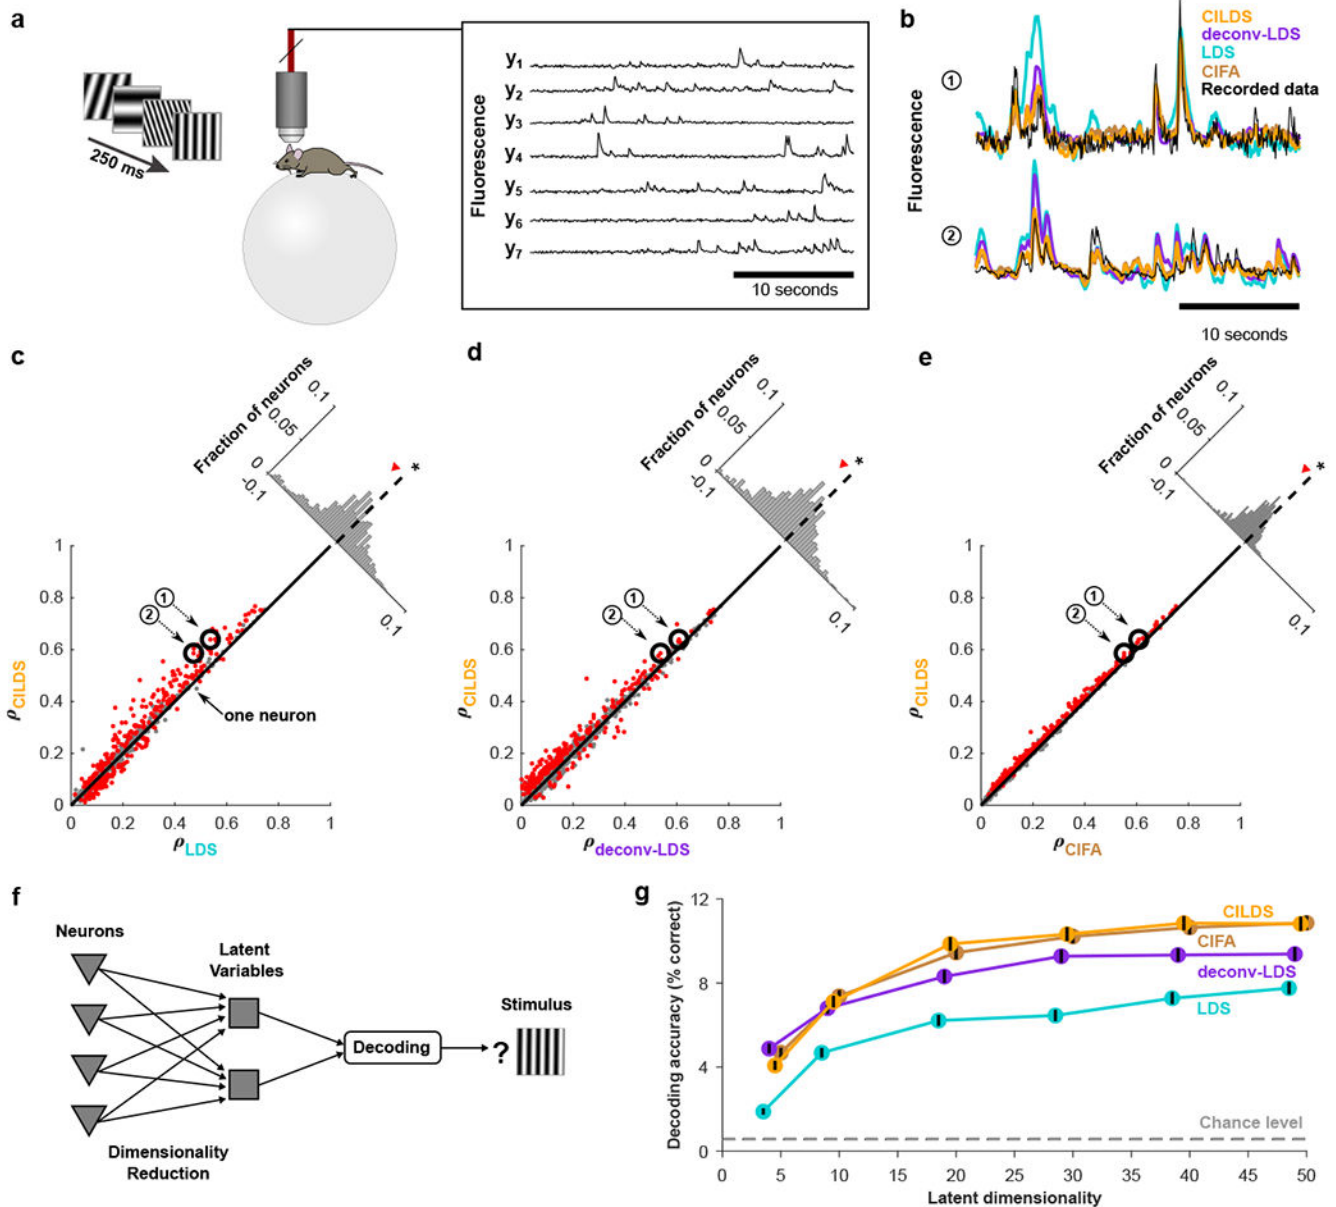 a
250 ms
Fluorescence
y1
y2
y3
y4
y5
y6
y7
10 seconds
b
CILDS
deconv-LDS
LDS
CIFA
Recorded data
Fluorescence
1
2
10 seconds
c
Fraction of neurons
0.1
0.05
0
-0.1
0.1
*
1
0.8
0.6
0.4
0.2
0
ρCILDS
1
2
one neuron
0 0.2 0.4 0.6 0.8 1
ρLDS
d
Fraction of neurons
0.1
0.05
0
-0.1
0.1
*
1
0.8
0.6
0.4
0.2
0
ρCILDS
1
2
0 0.2 0.4 0.6 0.8 1
ρdeconv-LDS
e
Fraction of neurons
0.1
0.05
0
-0.1
0.1
*
1
0.8
0.6
0.4
0.2
0
ρCILDS
1
2
0 0.2 0.4 0.6 0.8 1
ρCIFA
f
Neurons
Latent
Variables
Stimulus
Decoding
?
Dimensionality
Reduction
g
Decoding accuracy (% correct)
12
8
4
0
CILDS
CIFA
deconv-LDS
LDS
Chance level
0 5 10 15 20 25 30 35 40 45 50
Latent dimensionality